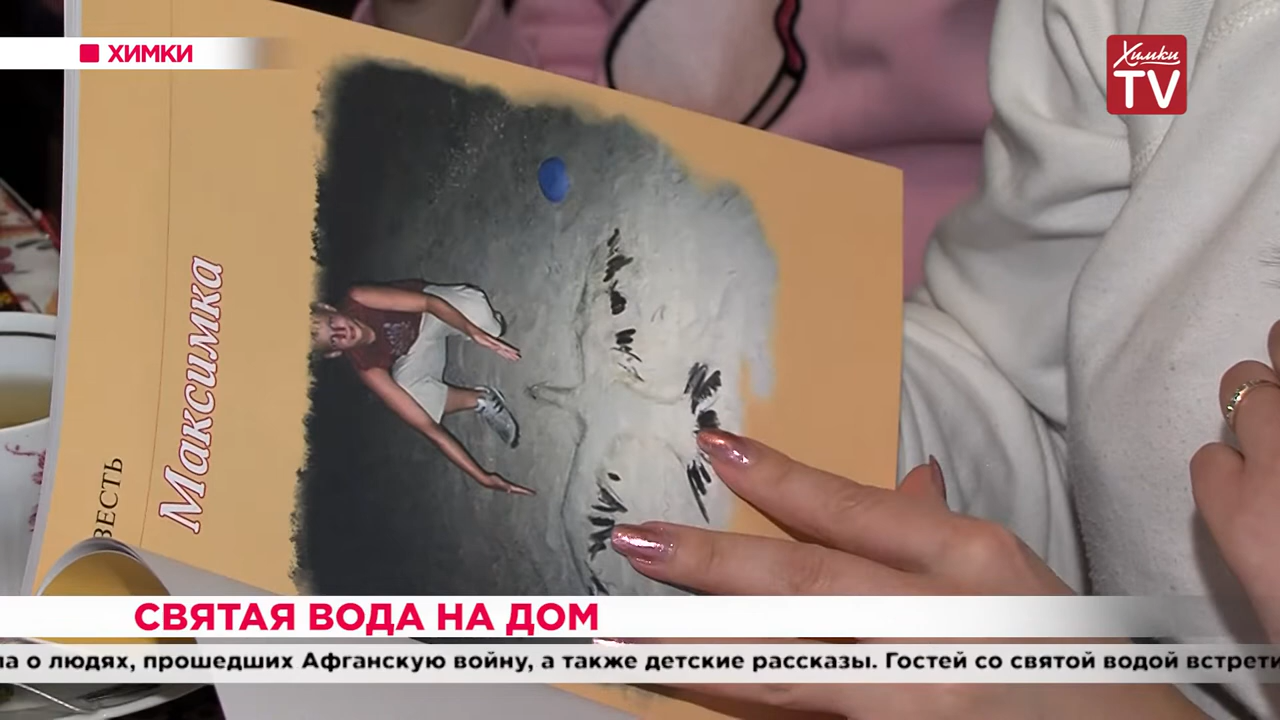 ХИМКИ
Химки
TV
ВЕСТЬ
Максимка
СВЯТАЯ ВОДА НА ДОМ
ла о людях, прошедших Афганскую войну, а также детские рассказы. Гостей со святой водой встрети